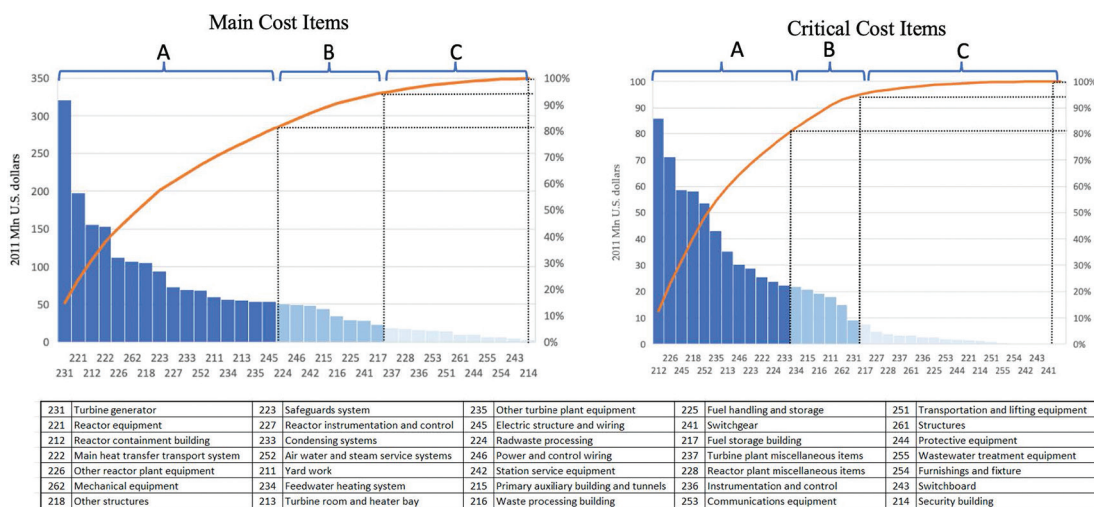 Main Cost Items
A B C
350 100%
300 90%
80%
250 70%
200 60%
50%
150 40%
100 30%
20%
50 10%
0 0%
2011 Mln U.S. dollars
221 222 262 223 233 211 213 245 246 215 225 217 228 253 261 255 243
231 212 226 218 227 252 234 235 224 242 216 241 237 236 251 244 254 214
Critical Cost Items
A B C
100 100%
90 90%
80 80%
70 70%
60 60%
50 50%
40 40%
30 30%
20 20%
10 10%
0 0%
2011 Mln U.S. dollars
226 218 235 246 222 233 215 211 231 227 237 236 253 221 251 254 243
212 245 252 213 217 223 224 234 216 262 261 228 225 244 214 255 242 241
231 Turbine generator 223 Safeguards system 235 Other turbine plant equipment 225 Fuel handling and storage 251 Transportation and lifting equipment
221 Reactor equipment 227 Reactor instrumentation and control 245 Electric structure and wiring 241 Switchgear 261 Structures
212 Reactor containment building 233 Condensing systems 224 Radwaste processing 217 Fuel storage building 244 Protective equipment
222 Main heat transfer transport system 252 Air water and steam service systems 246 Power and control wiring 237 Turbine plant miscellaneous items 255 Wastewater treatment equipment
226 Other reactor plant equipment 211 Yard work 242 Station service equipment 228 Reactor plant miscellaneous items 254 Furnishings and fixture
262 Mechanical equipment 234 Feedwater heating system 215 Primary auxiliary building and tunnels 236 Instrumentation and control 243 Switchboard
218 Other structures 213 Turbine room and heater bay 216 Waste processing building 253 Communications equipment 214 Security building